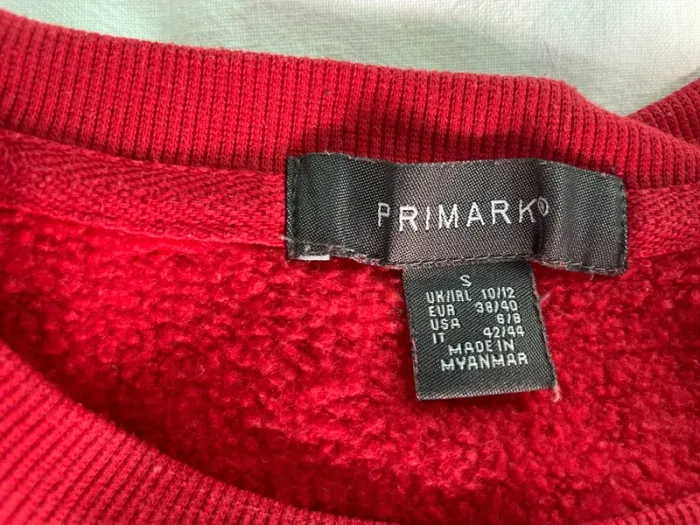 PRIMARK®
S
UK/IRL 10/12
EUR 38/40
USA 6/8
IT 42/44
MADE IN
MYANMAR